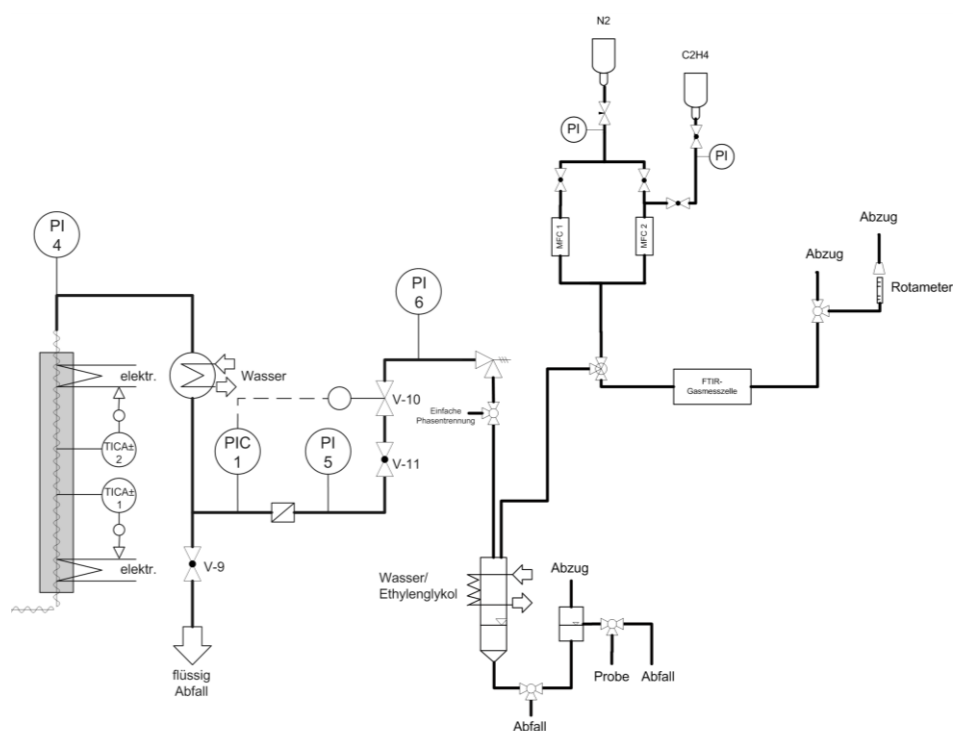 N2
C2H4
PI
PI
MFC 1
MFC 2
Abzug
Abzug
Rotameter
PI
4
PI
6
elektr.
Wasser
FTIR-
Gasmesszelle
V-10
Einfache
Phasentrennung
TICA±
2
PIC
1
PI
5
V-11
TICA±
1
elektr.
V-9
Wasser/
Ethylenglykol
Abzug
flüssig
Abfall
Probe
Abfall
Abfall